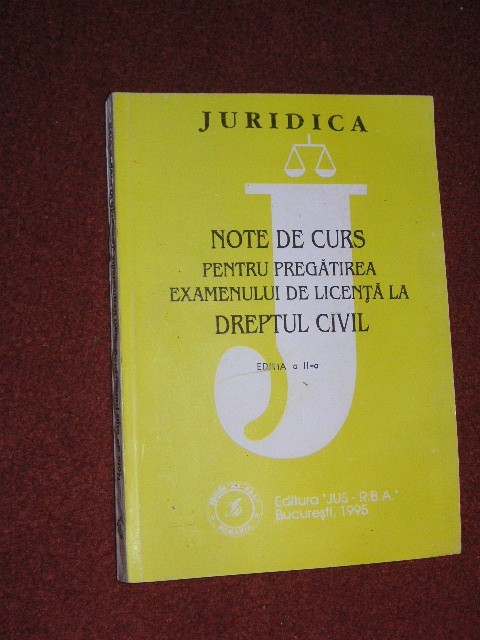 JURIDICA
NOTE DE CURS
PENTRU PREGĂTIREA
EXAMENULUI DE LICENȚĂ LA
DREPTUL CIVIL
EDIȚIA a II-a
Editura "JUS - R.B.A."
București, 1995